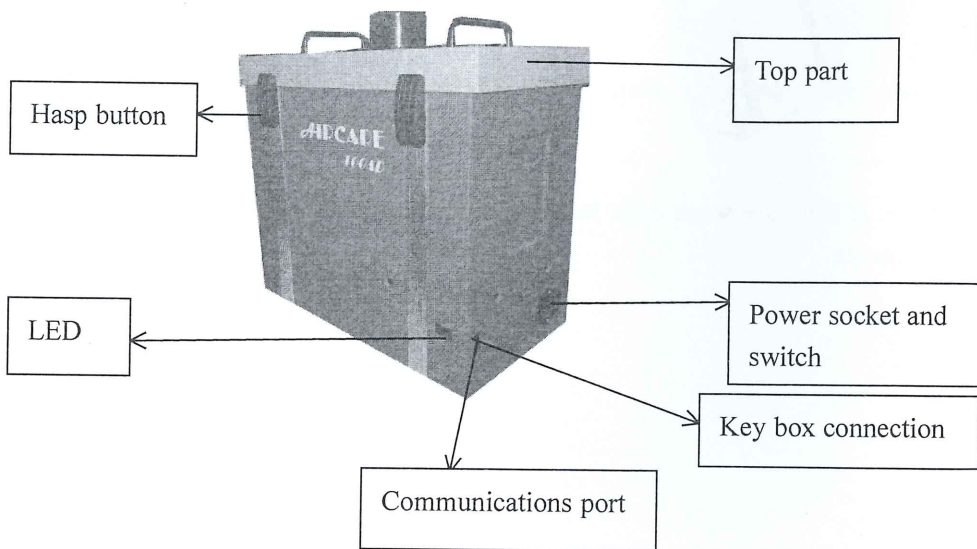 Top part
Hasp button
AIRCARE
LED
Power socket and
switch
Key box connection
Communications port